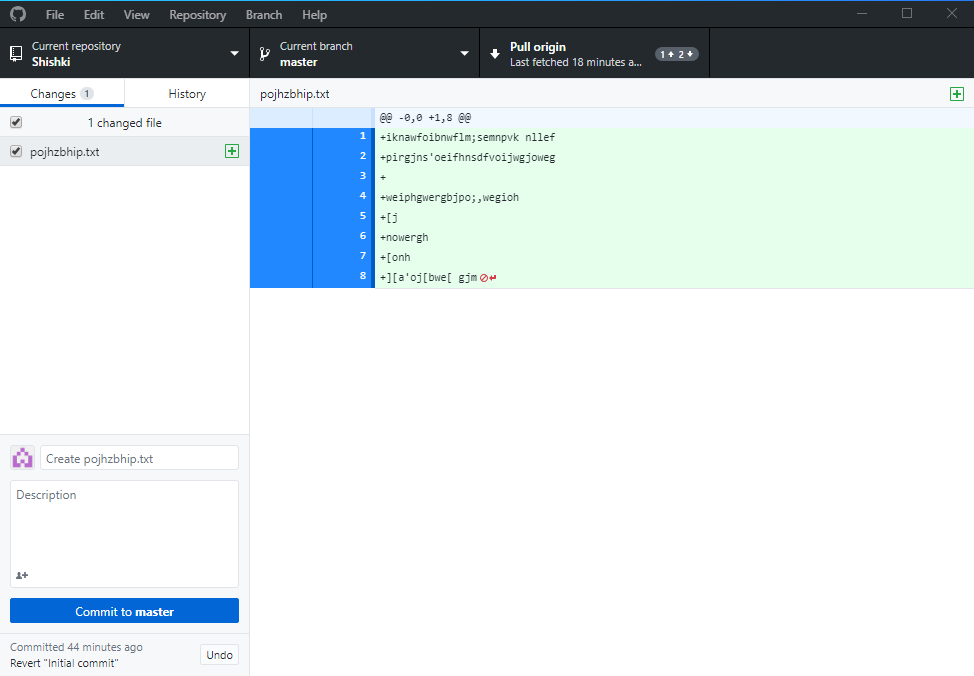 File Edit View Repository Branch Help
Current repository
Shishki
Current branch
master
Pull origin
Last fetched 18 minutes a...
1 2
Changes 1
History
pojhzbhip.txt
1 changed file
pojhzbhip.txt
@@ -0,0 +1,8 @@
1 +iknawfoibnwflm;semnpvk nllef
2 +pirgjns'oeifhnsdfvoijwgjoweg
3 +
4 +weiphgwergbjpo;,wegioh
5 +[j
6 +nowergh
7 +[onh
8 +][a'oj[bwe[ gjm
Create pojhzbhip.txt
Description
Commit to master
Committed 44 minutes ago
Revert "Initial commit"
Undo